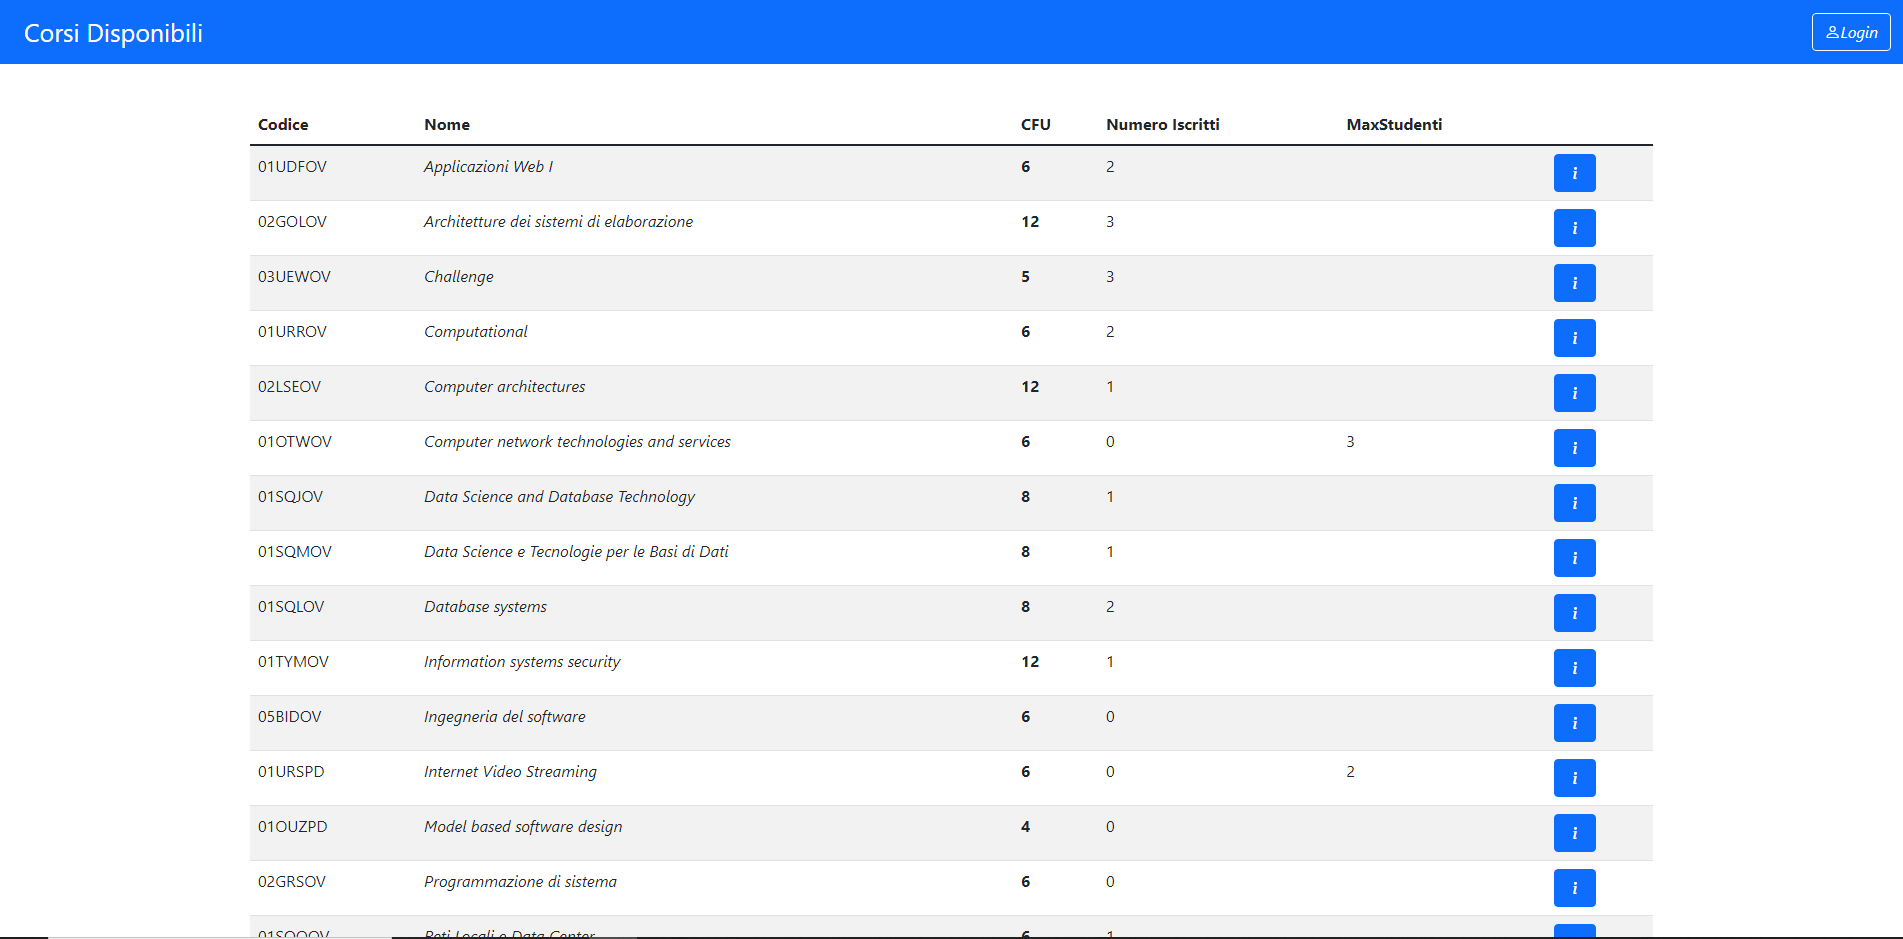 Corsi Disponibili
Login
Codice Nome CFU Numero Iscritti MaxStudenti
01UDFOV Applicazioni Web I 6 2 i
02GOLOV Architetture dei sistemi di elaborazione 12 3 i
03UEWOV Challenge 5 3 i
01URROV Computational 6 2 i
02LSEOV Computer architectures 12 1 i
01OTWOV Computer network technologies and services 6 0 3 i
01SQJOV Data Science and Database Technology 8 1 i
01SQMOV Data Science e Tecnologie per le Basi di Dati 8 1 i
01SQLOV Database systems 8 2 i
01TYMOV Information systems security 12 1 i
05BIDOV Ingegneria del software 6 0 i
01URSPD Internet Video Streaming 6 0 2 i
01OUZPD Model based software design 4 0 i
02GRSOV Programmazione di sistema 6 0 i
Reti Locali e Data Center 6 1